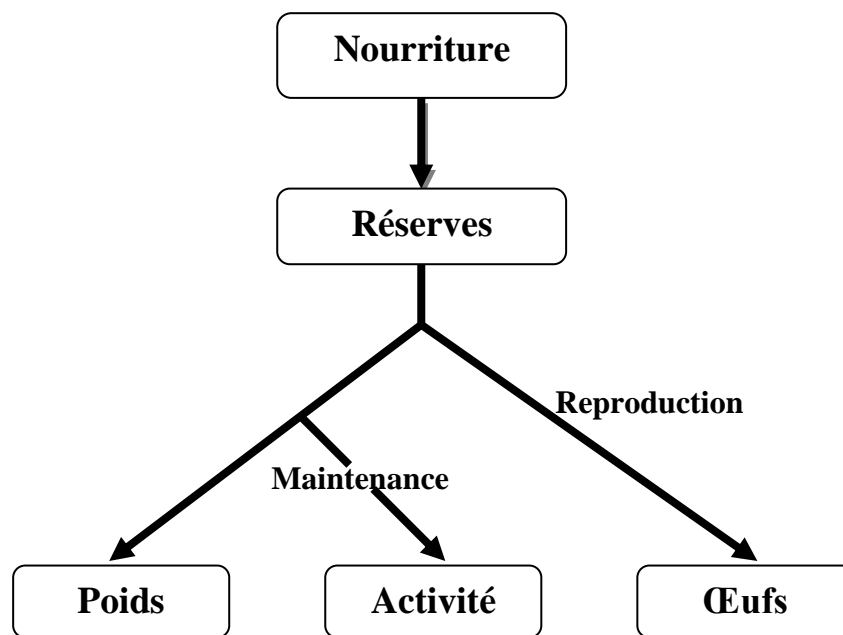 Nourriture
Réserves
Reproduction
Maintenance
Poids
Activité
Œufs